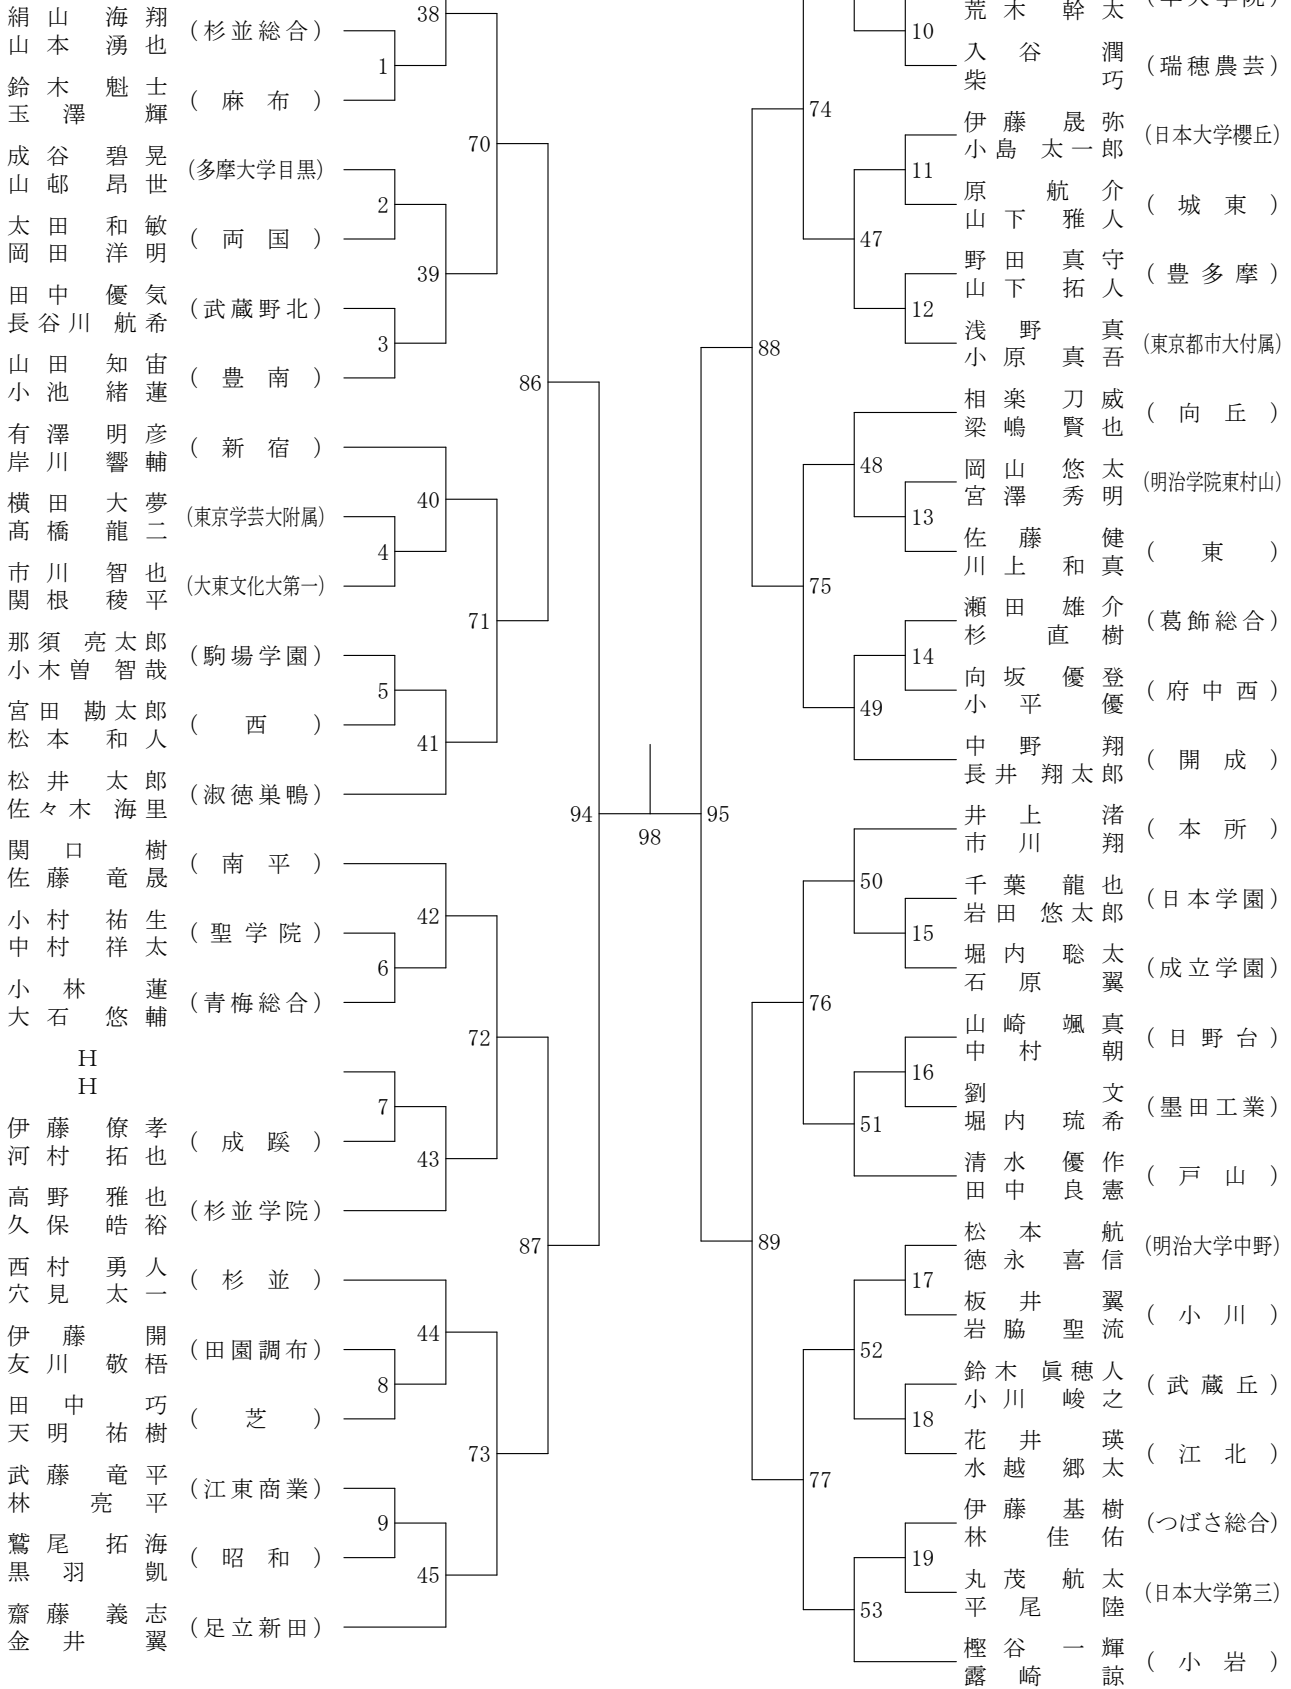 絹山 海翔
山本 湧也
(杉並総合)
鈴木 魁士
玉澤 輝
(麻布)
成谷 碧晃
山邨 昂世
(多摩大学目黒)
太田 和敏
岡田 洋明
(両国)
田中 優気
長谷川 航希
(武蔵野北)
山田 知宙
小池 緒蓮
(豊南)
有澤 明彦
岸川 響輔
(新宿)
横田 大夢
髙橋 龍二
(東京学芸大附属)
市川 智也
関根 稜平
(大東文化大第一)
那須 亮太郎
小木曽 智哉
(駒場学園)
宮田 勘太郎
松本 和人
(西)
松井 太郎
佐々木 海里
(淑徳巣鴨)
関口 樹
佐藤 竜晟
(南平)
小村 祐生
中村 祥太
(聖学院)
小林 蓮
大石 悠輔
(青梅総合)
H
H
伊藤 僚孝
河村 拓也
(成蹊)
高野 雅也
久保 皓裕
(杉並学院)
西村 勇人
穴見 太一
(杉並)
伊藤 開
友川 敬梧
(田園調布)
田中 巧
天明 祐樹
(芝)
武藤 竜平
林 亮平
(江東商業)
鷲尾 拓海
黒羽 凱
(昭和)
齋藤 義志
金井 翼
(足立新田)
1
2
3
4
5
6
7
8
9
38
39
40
41
42
43
44
45
70
71
72
73
86
87
94
98
95
88
89
74
75
76
77
47
48
49
50
51
52
53
10
11
12
13
14
15
16
17
18
19
荒木 幹太
入谷 潤
柴 巧
(瑞穂農芸)
伊藤 晟弥
小島 太一郎
(日本大学櫻丘)
原 航介
山下 雅人
(城東)
野田 真守
山下 拓人
(豊多摩)
浅野 真
小原 真吾
(東京都市大付属)
相楽 刀威
梁嶋 賢也
(向丘)
岡山 悠太
宮澤 秀明
(明治学院東村山)
佐藤 健
川上 和真
(東)
瀬田 雄介
杉 直樹
(葛飾総合)
向坂 優登
小平 優
(府中西)
中野 翔
長井 翔太郎
(開成)
井上 渚
市川 翔
(本所)
千葉 龍也
岩田 悠太郎
(日本学園)
堀内 聡太
石原 翼
(成立学園)
山崎 颯真
中村 朝
(日野台)
劉 文
堀内 琉希
(墨田工業)
清水 優作
田中 良憲
(戸山)
松本 航
徳永 喜信
(明治大学中野)
板井 翼
岩脇 聖流
(小川)
鈴木 眞穂人
小川 峻之
(武蔵丘)
花井 瑛
水越 郷太
(江北)
伊藤 基樹
林 佳佑
(つばさ総合)
丸茂 航太
平尾 陸
(日本大学第三)
樫谷 一輝
露崎 諒
(小岩)